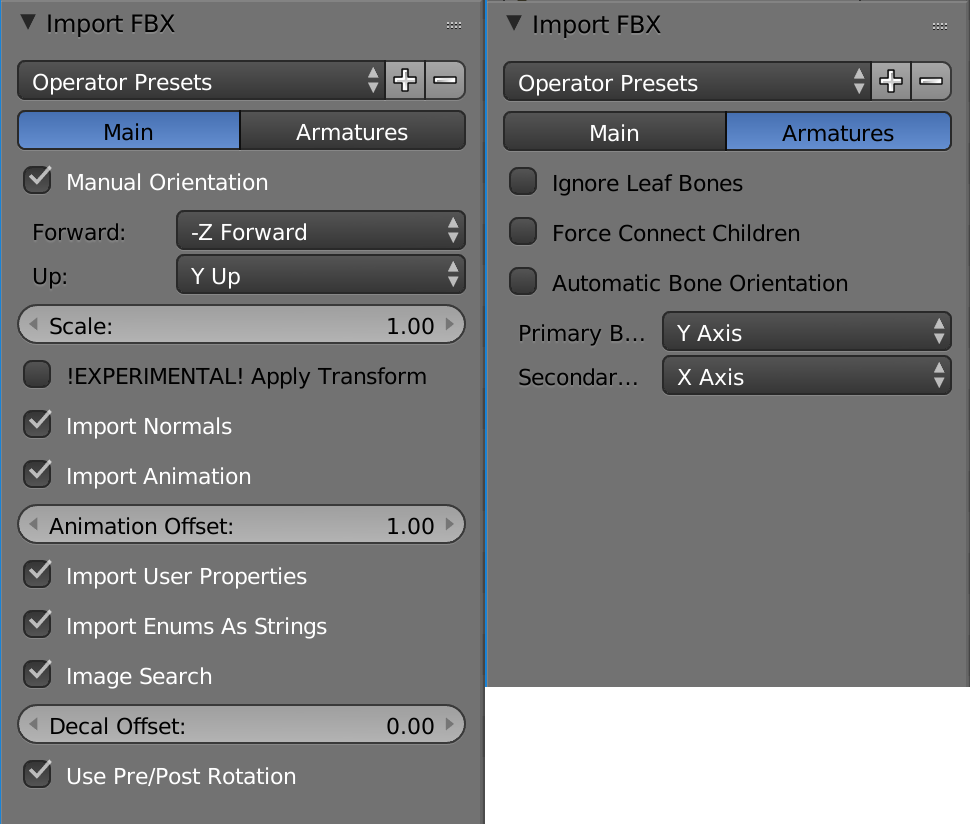 Import FBX
Operator Presets
Main Armatures
Manual Orientation
Forward: -Z Forward
Up: Y Up
Scale: 1.00
!EXPERIMENTAL! Apply Transform
Import Normals
Import Animation
Animation Offset: 1.00
Import User Properties
Import Enums As Strings
Image Search
Decal Offset: 0.00
Use Pre/Post Rotation
Import FBX
Operator Presets
Main Armatures
Ignore Leaf Bones
Force Connect Children
Automatic Bone Orientation
Primary B... Y Axis
Secondar... X Axis